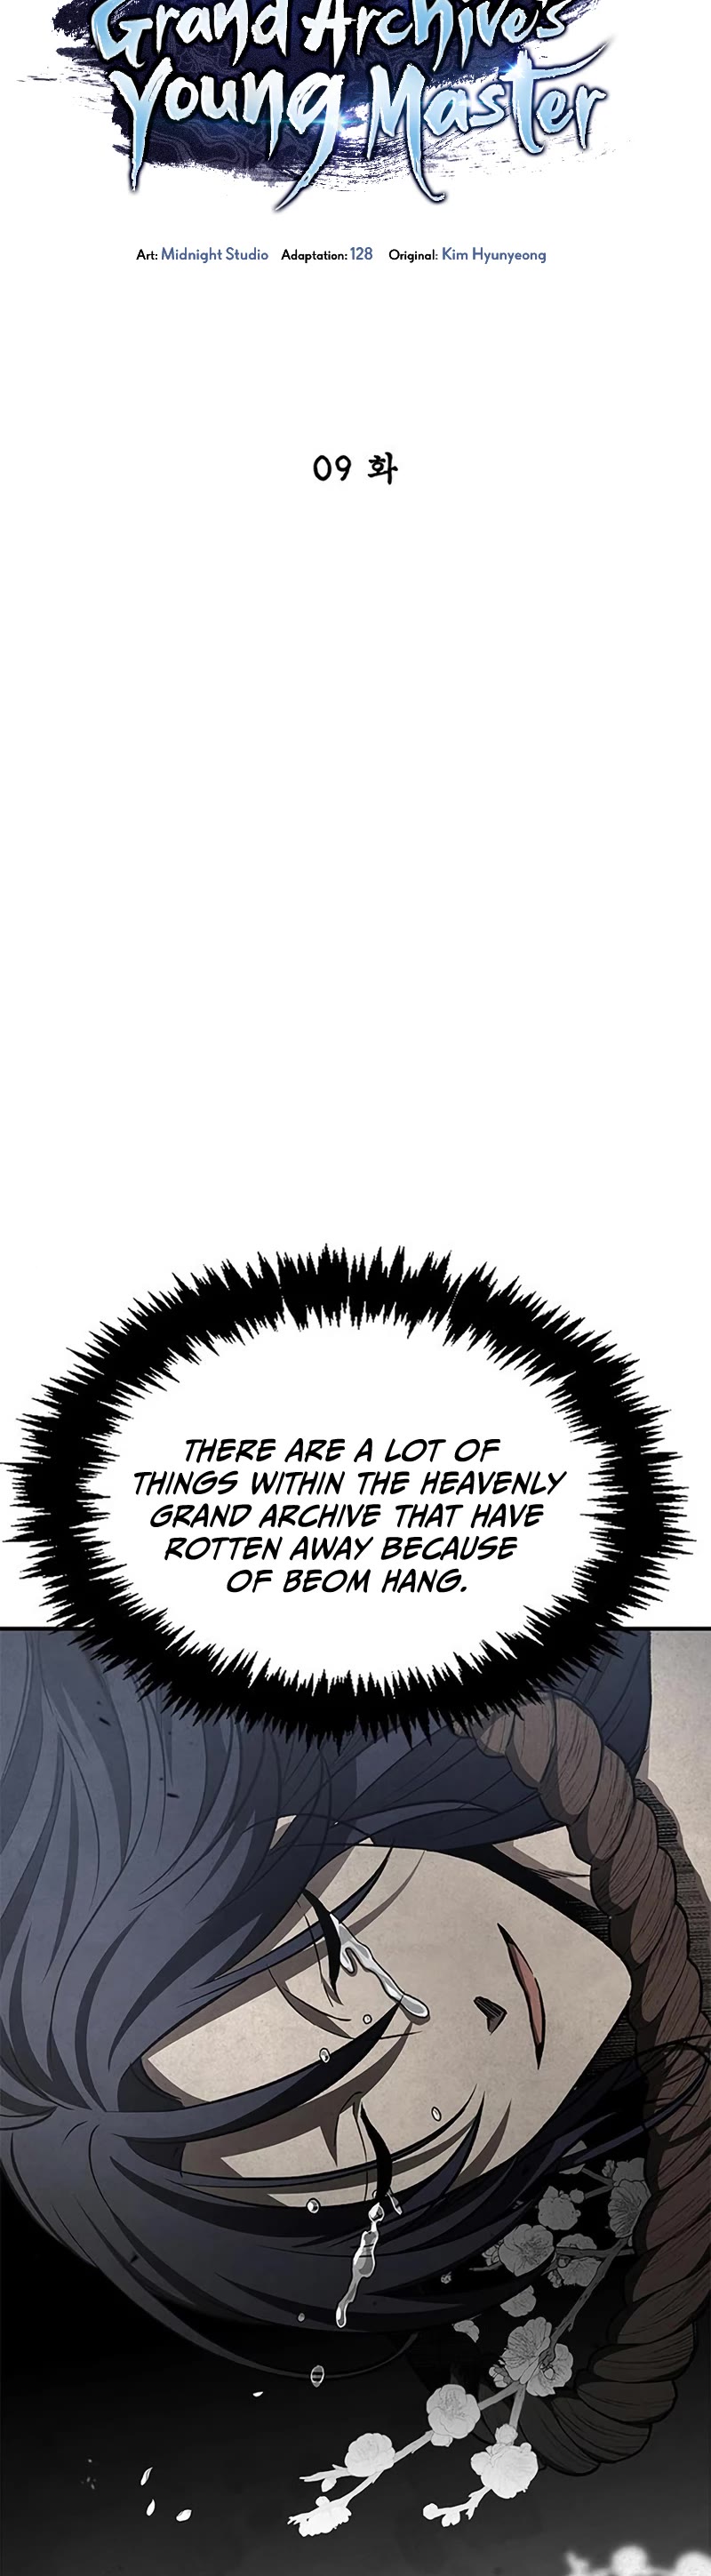 Grand Archive's
Young Master
Art: Midnight Studio Adaptation: 128 Original: Kim Hyunyeong
09 화
THERE ARE A LOT OF
THINGS WITHIN THE HEAVENLY
GRAND ARCHIVE THAT HAVE
ROTTEN AWAY BECAUSE
OF BEOM HANG.